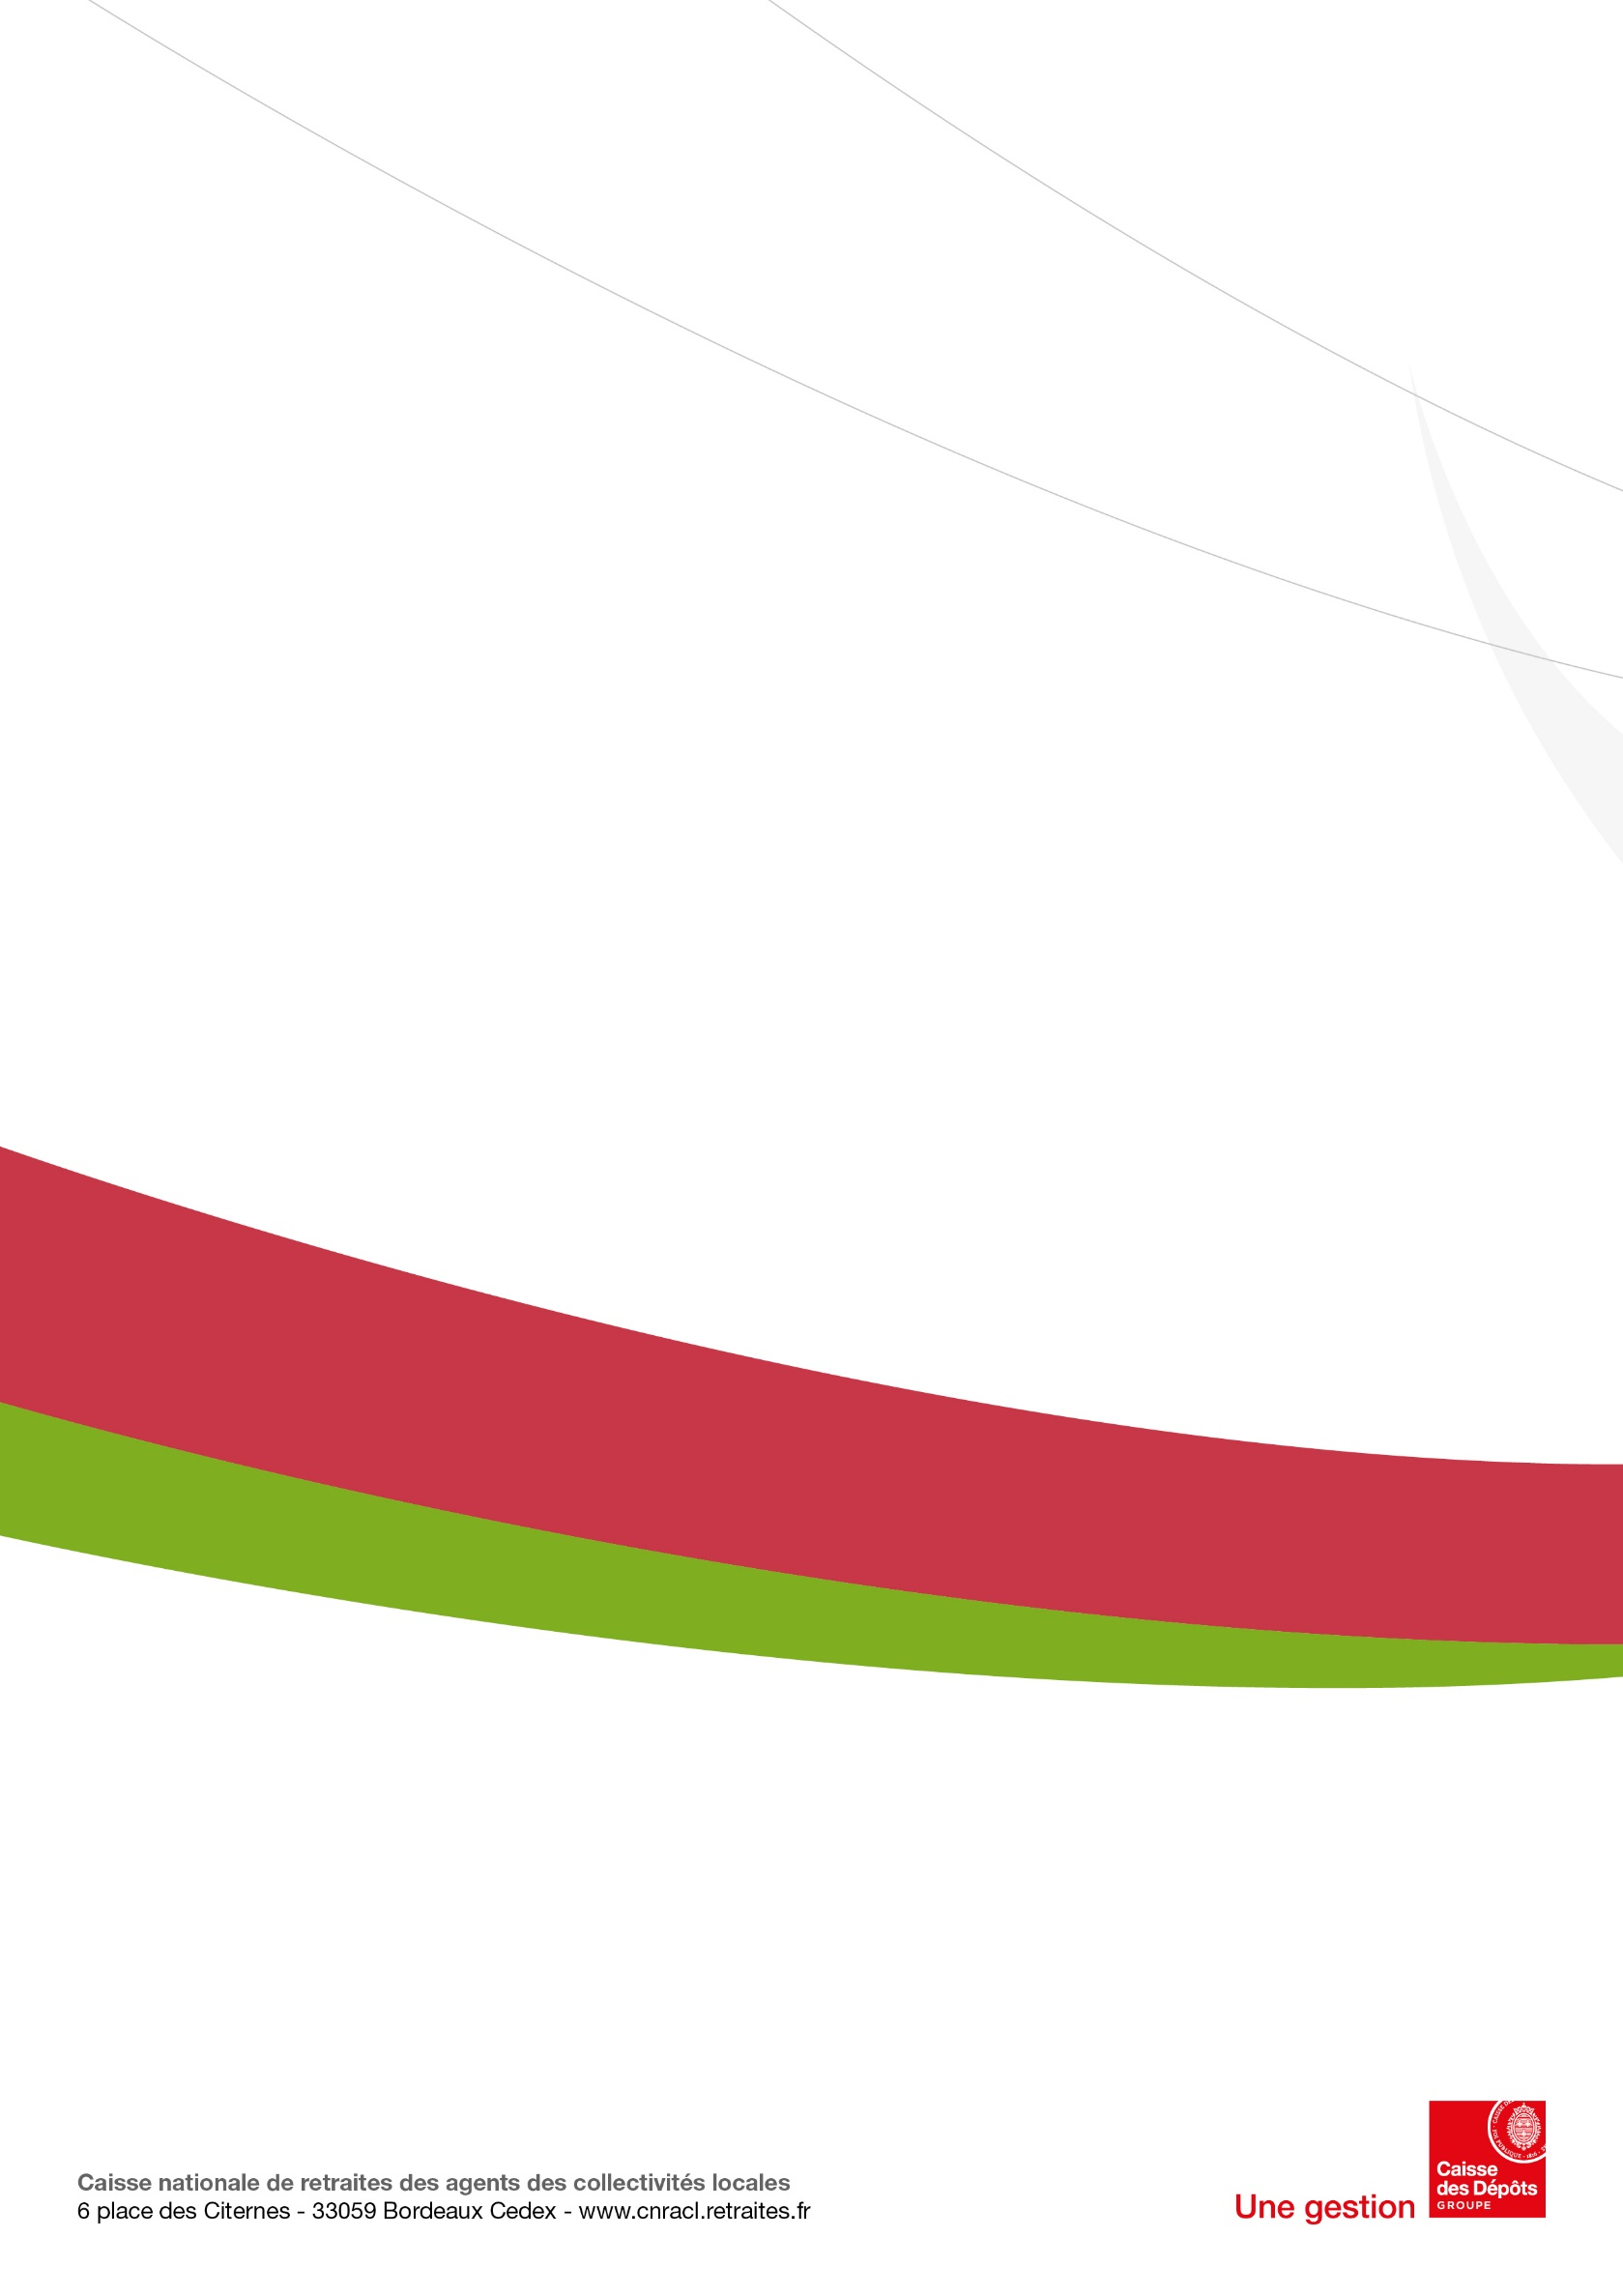 Caisse nationale de retraites des agents des collectivités locales
6 place des Citernes - 33059 Bordeaux Cedex - www.cnracl.retraites.fr
Une gestion
Caisse
des Dépôts
GROUPE